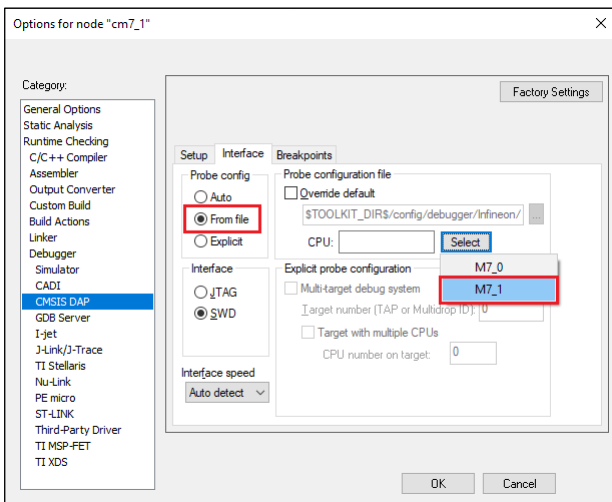 Options for node "cm7_1"
Category:
Factory Settings
General Options
Static Analysis
Runtime Checking
C/C++ Compiler
Assembler
Output Converter
Custom Build
Build Actions
Linker
Debugger
Simulator
CADI
CMSIS DAP
GDB Server
I-jet
J-Link/J-Trace
TI Stellaris
Nu-Link
PE micro
ST-LINK
Third-Party Driver
TI MSP-FET
TI XDS
Setup Interface Breakpoints
Probe config
Auto
From file
Explicit
Probe configuration file
Override default
$TOOLKIT_DIR$/config/debugger/Infineon/ ...
CPU: Select
M7_0
M7_1
Interface
JTAG
SWD
Explicit probe configuration
Multi-target debug system
Target number (TAP or Multidrop ID): 0
Target with multiple CPUs
CPU number on target: 0
Interface speed
Auto detect
OK Cancel